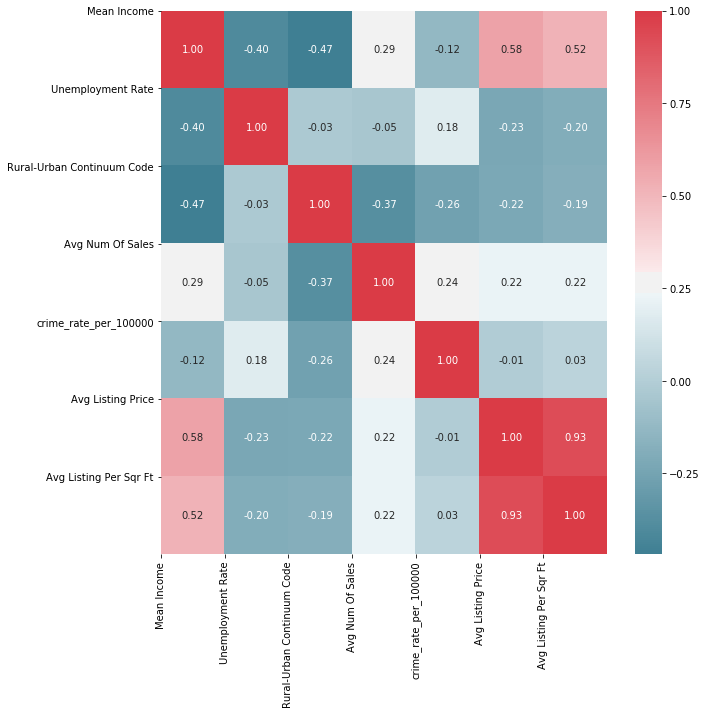 Mean Income
1.00 -0.40 -0.47 0.29 -0.12 0.58 0.52
Unemployment Rate
-0.40 1.00 -0.03 -0.05 0.18 -0.23 -0.20
Rural-Urban Continuum Code
-0.47 -0.03 1.00 -0.37 -0.26 -0.22 -0.19
Avg Num Of Sales
0.29 -0.05 -0.37 1.00 0.24 0.22 0.22
crime_rate_per_100000
-0.12 0.18 -0.26 0.24 1.00 -0.01 0.03
Avg Listing Price
0.58 -0.23 -0.22 0.22 -0.01 1.00 0.93
Avg Listing Per Sqr Ft
0.52 -0.20 -0.19 0.22 0.03 0.93 1.00
Mean Income
Unemployment Rate
Rural-Urban Continuum Code
Avg Num Of Sales
crime_rate_per_100000
Avg Listing Price
Avg Listing Per Sqr Ft
1.00
0.75
0.50
0.25
0.00
−0.25